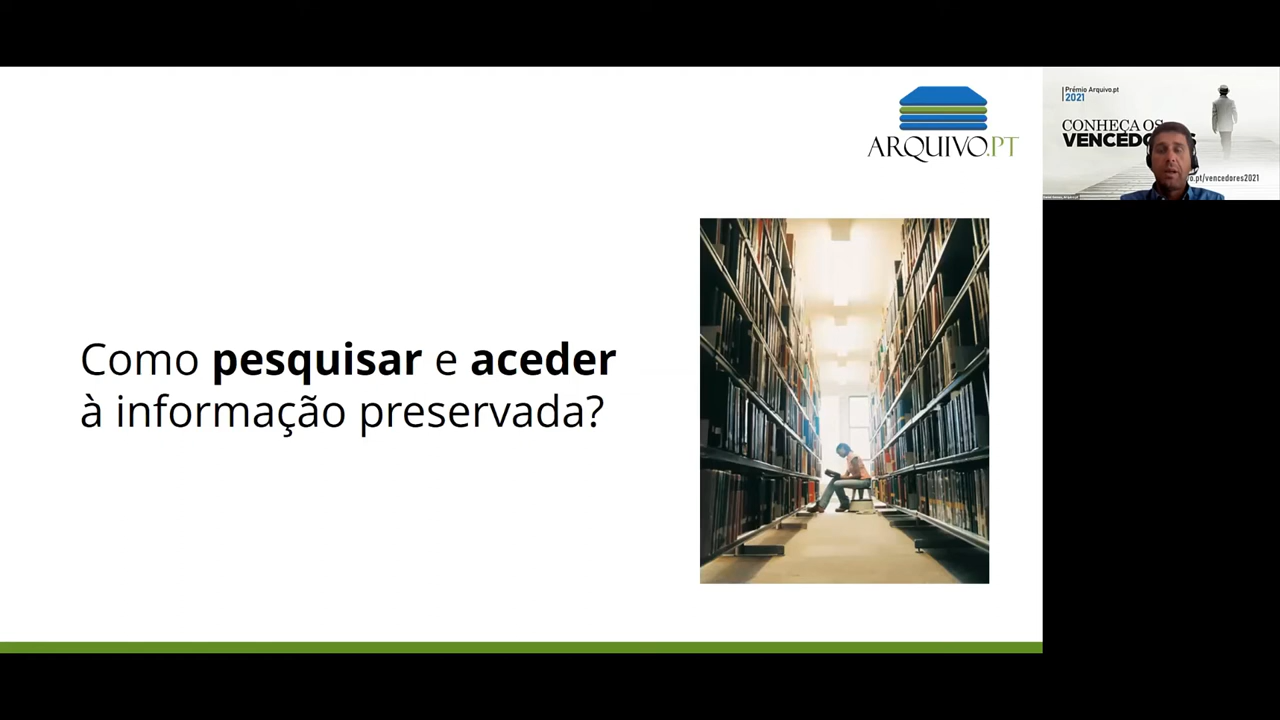 ARQUIVO.PT
Como pesquisar e aceder
à informação preservada?
Prémio Arquivo.pt
2021
CONHEÇA OS
.pt/vencedores2021